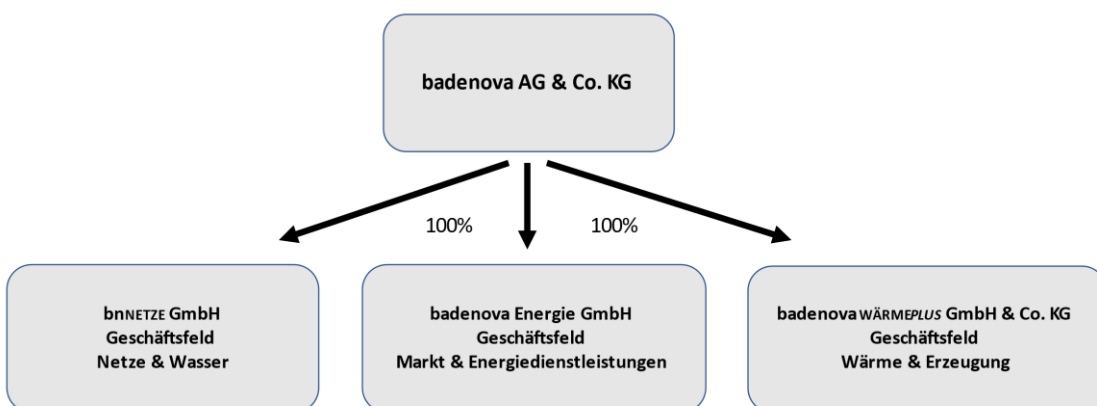 badenova AG & Co. KG
100%
100%
bnNETZE GmbH
Geschäftsfeld
Netze & Wasser
badenova Energie GmbH
Geschäftsfeld
Markt & Energiedienstleistungen
badenova WÄRMEPLUS GmbH & Co. KG
Geschäftsfeld
Wärme & Erzeugung